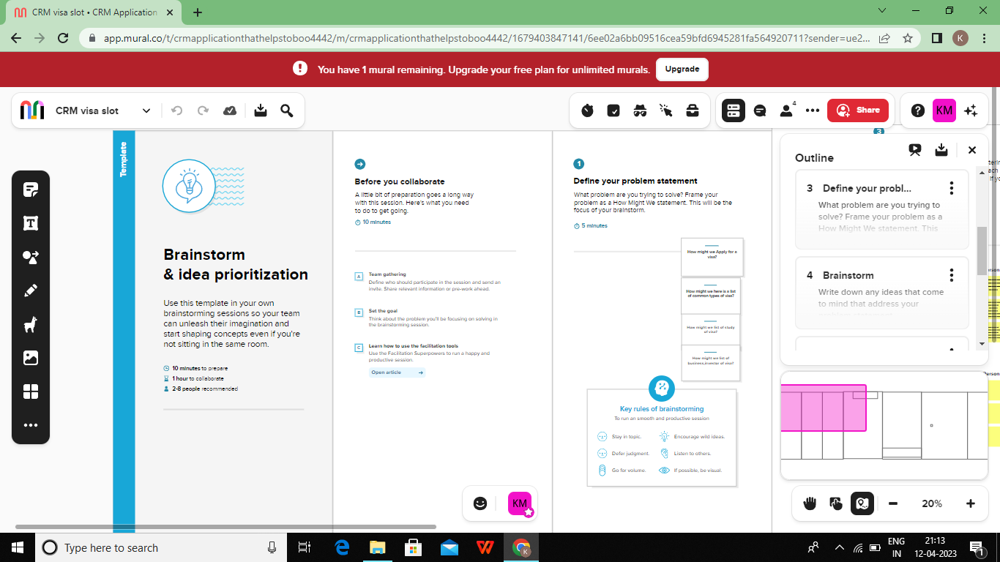 CRM visa slot • CRM Application
app.mural.co/t/crmapplicationthathelpstoboo4442/m/crmapplicationthathelpstoboo4442/1679403847141/6ee02a6bb09516cea59bfd6945281fa564920711?sender=ue2...
K
You have 1 mural remaining. Upgrade your free plan for unlimited murals.
Upgrade
CRM visa slot
4
Share
KM
Template
Brainstorm
& idea prioritization
Use this template in your own
brainstorming sessions so your team
can unleash their imagination and
start shaping concepts even if you're
not sitting in the same room.
10 minutes to prepare
1 hour to collaborate
2-8 people recommended
Before you collaborate
A little bit of preparation goes a long way
with this session. Here's what you need
to do to get going.
10 minutes
A
Team gathering
Define who should participate in the session and send an
invite. Share relevant information or pre-work ahead.
B
Set the goal
Think about the problem you'll be focusing on solving in
the brainstorming session.
C
Learn how to use the facilitation tools
Use the Facilitation Superpowers to run a happy and
productive session.
Open article
1
Define your problem statement
What problem are you trying to solve? Frame your
problem as a How Might We statement. This will be the
focus of your brainstorm.
5 minutes
How might we Apply for a
visa?
How might we here is a list
of common types of visa?
How might we list of study
of visa?
How might we list of
business,investor of visa?
Key rules of brainstorming
To run an smooth and productive session
Stay in topic.
Encourage wild ideas.
Defer judgment.
Listen to others.
Go for volume.
If possible, be visual.
3
Outline
3 Define your probl...
What problem are you trying to
solve? Frame your problem as a
How Might We statement. This
4 Brainstorm
Write down any ideas that come
to mind that address your
KM
20%
Type here to search
K
ENG
IN
21:13
12-04-2023
1